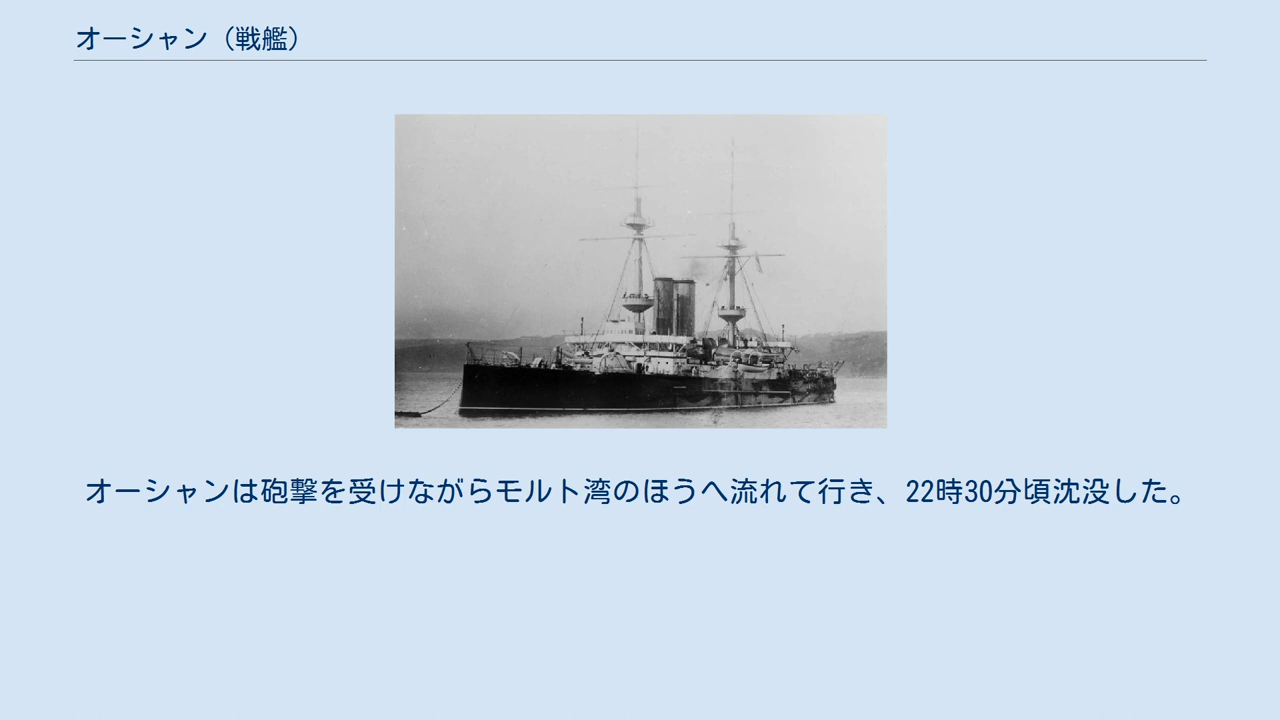 オーシャン（戦艦）
オーシャンは砲撃を受けながらモルト湾のほうへ流れて行き、22時30分頃沈没した。